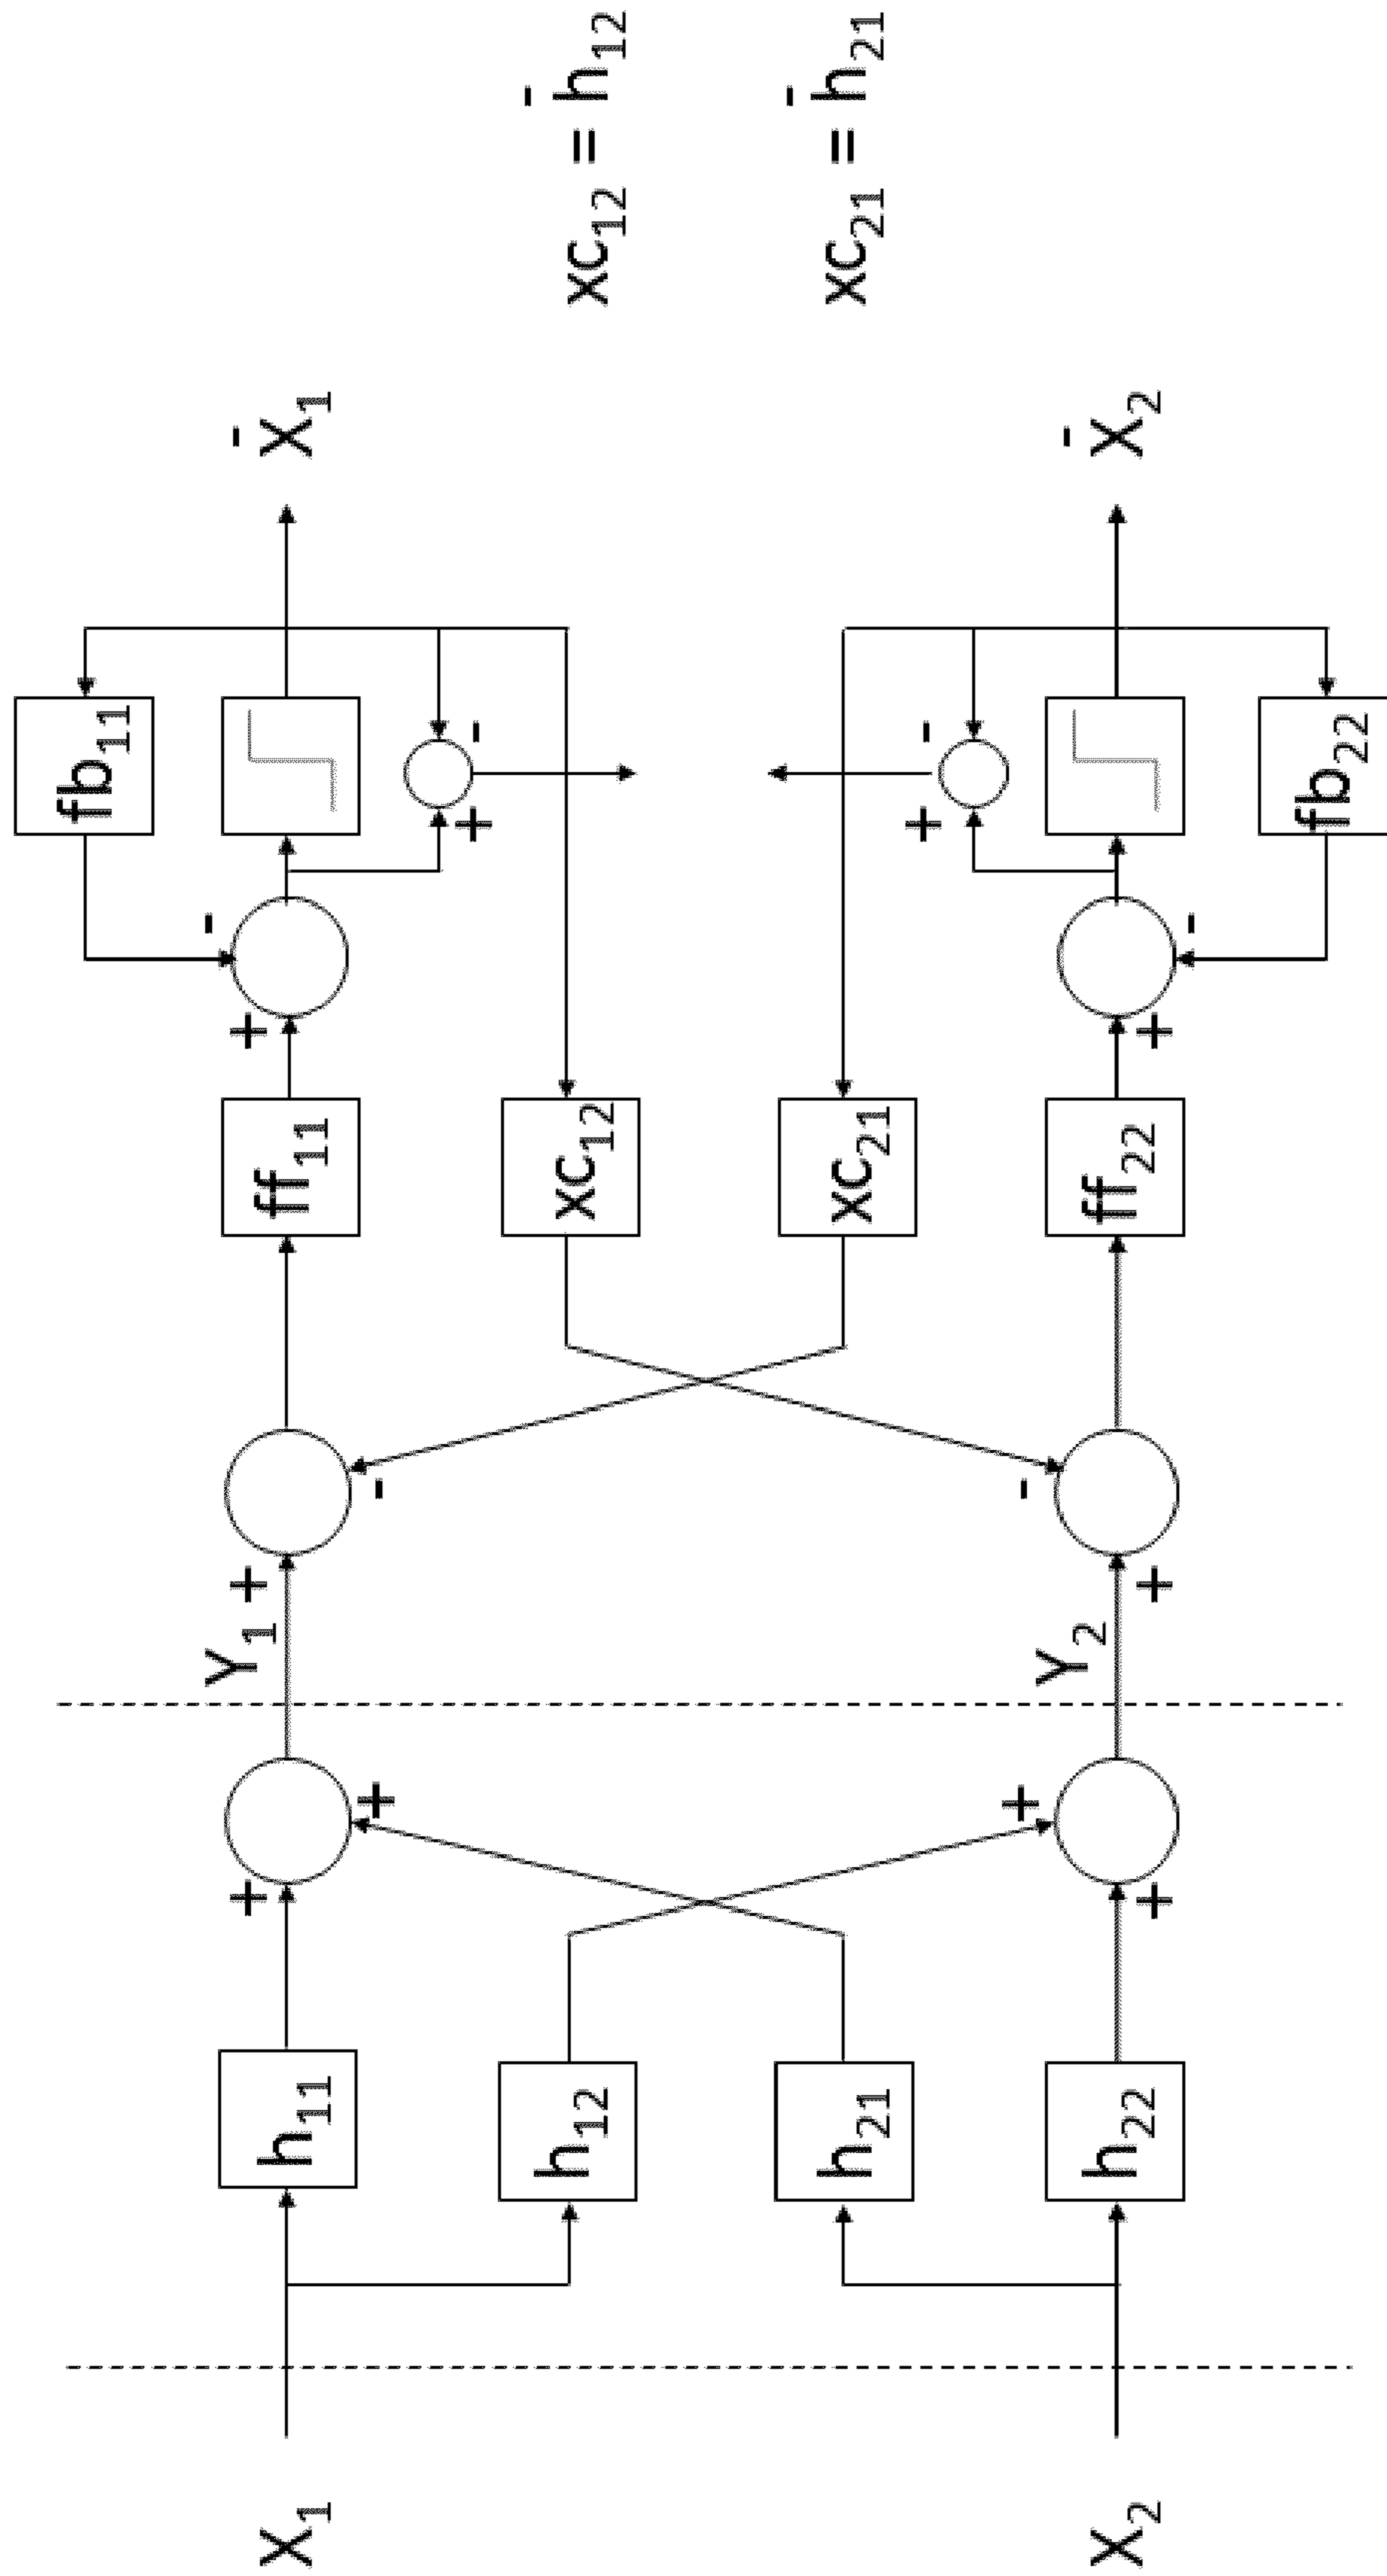 fb₁₁
-
X₁
h₁₁
+
+
Y₁
+
-
ff₁₁
+
X̄₁
+
-
h₁₂
xc₁₂
xc₁₂ = h̄₁₂
h₂₁
xc₂₁
xc₂₁ = h̄₂₁
+
-
+
-
X₂
h₂₂
+
Y₂
+
ff₂₂
+
-
X̄₂
fb₂₂